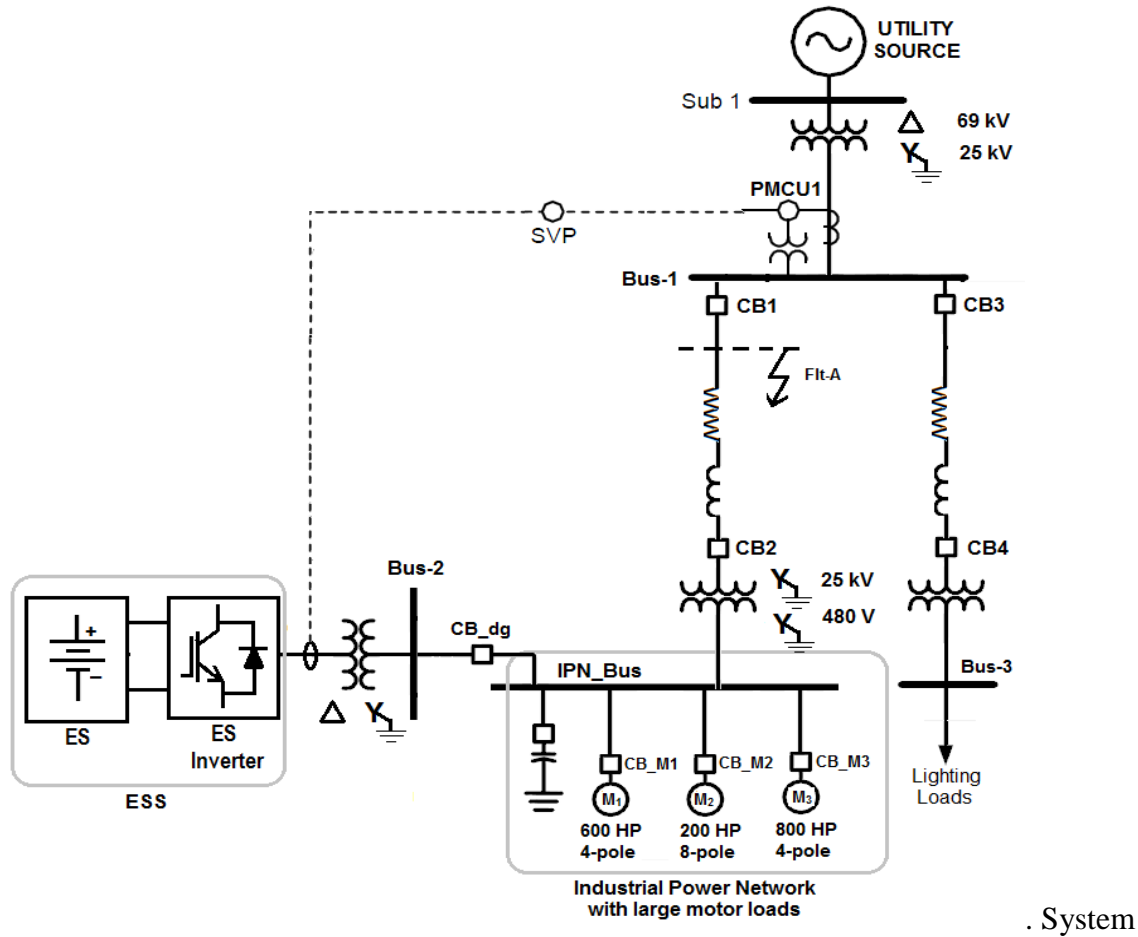 UTILITY
SOURCE
Sub 1
69 kV
25 kV
PMCU1
SVP
Bus-1
CB1
CB3
Flt-A
CB2
CB4
25 kV
480 V
Bus-2
CB_dg
IPN_Bus
Bus-3
+
−
ES
ES
Inverter
ESS
CB_M1
CB_M2
CB_M3
M1
M2
M3
600 HP
4-pole
200 HP
8-pole
800 HP
4-pole
Lighting
Loads
Industrial Power Network
with large motor loads
. System